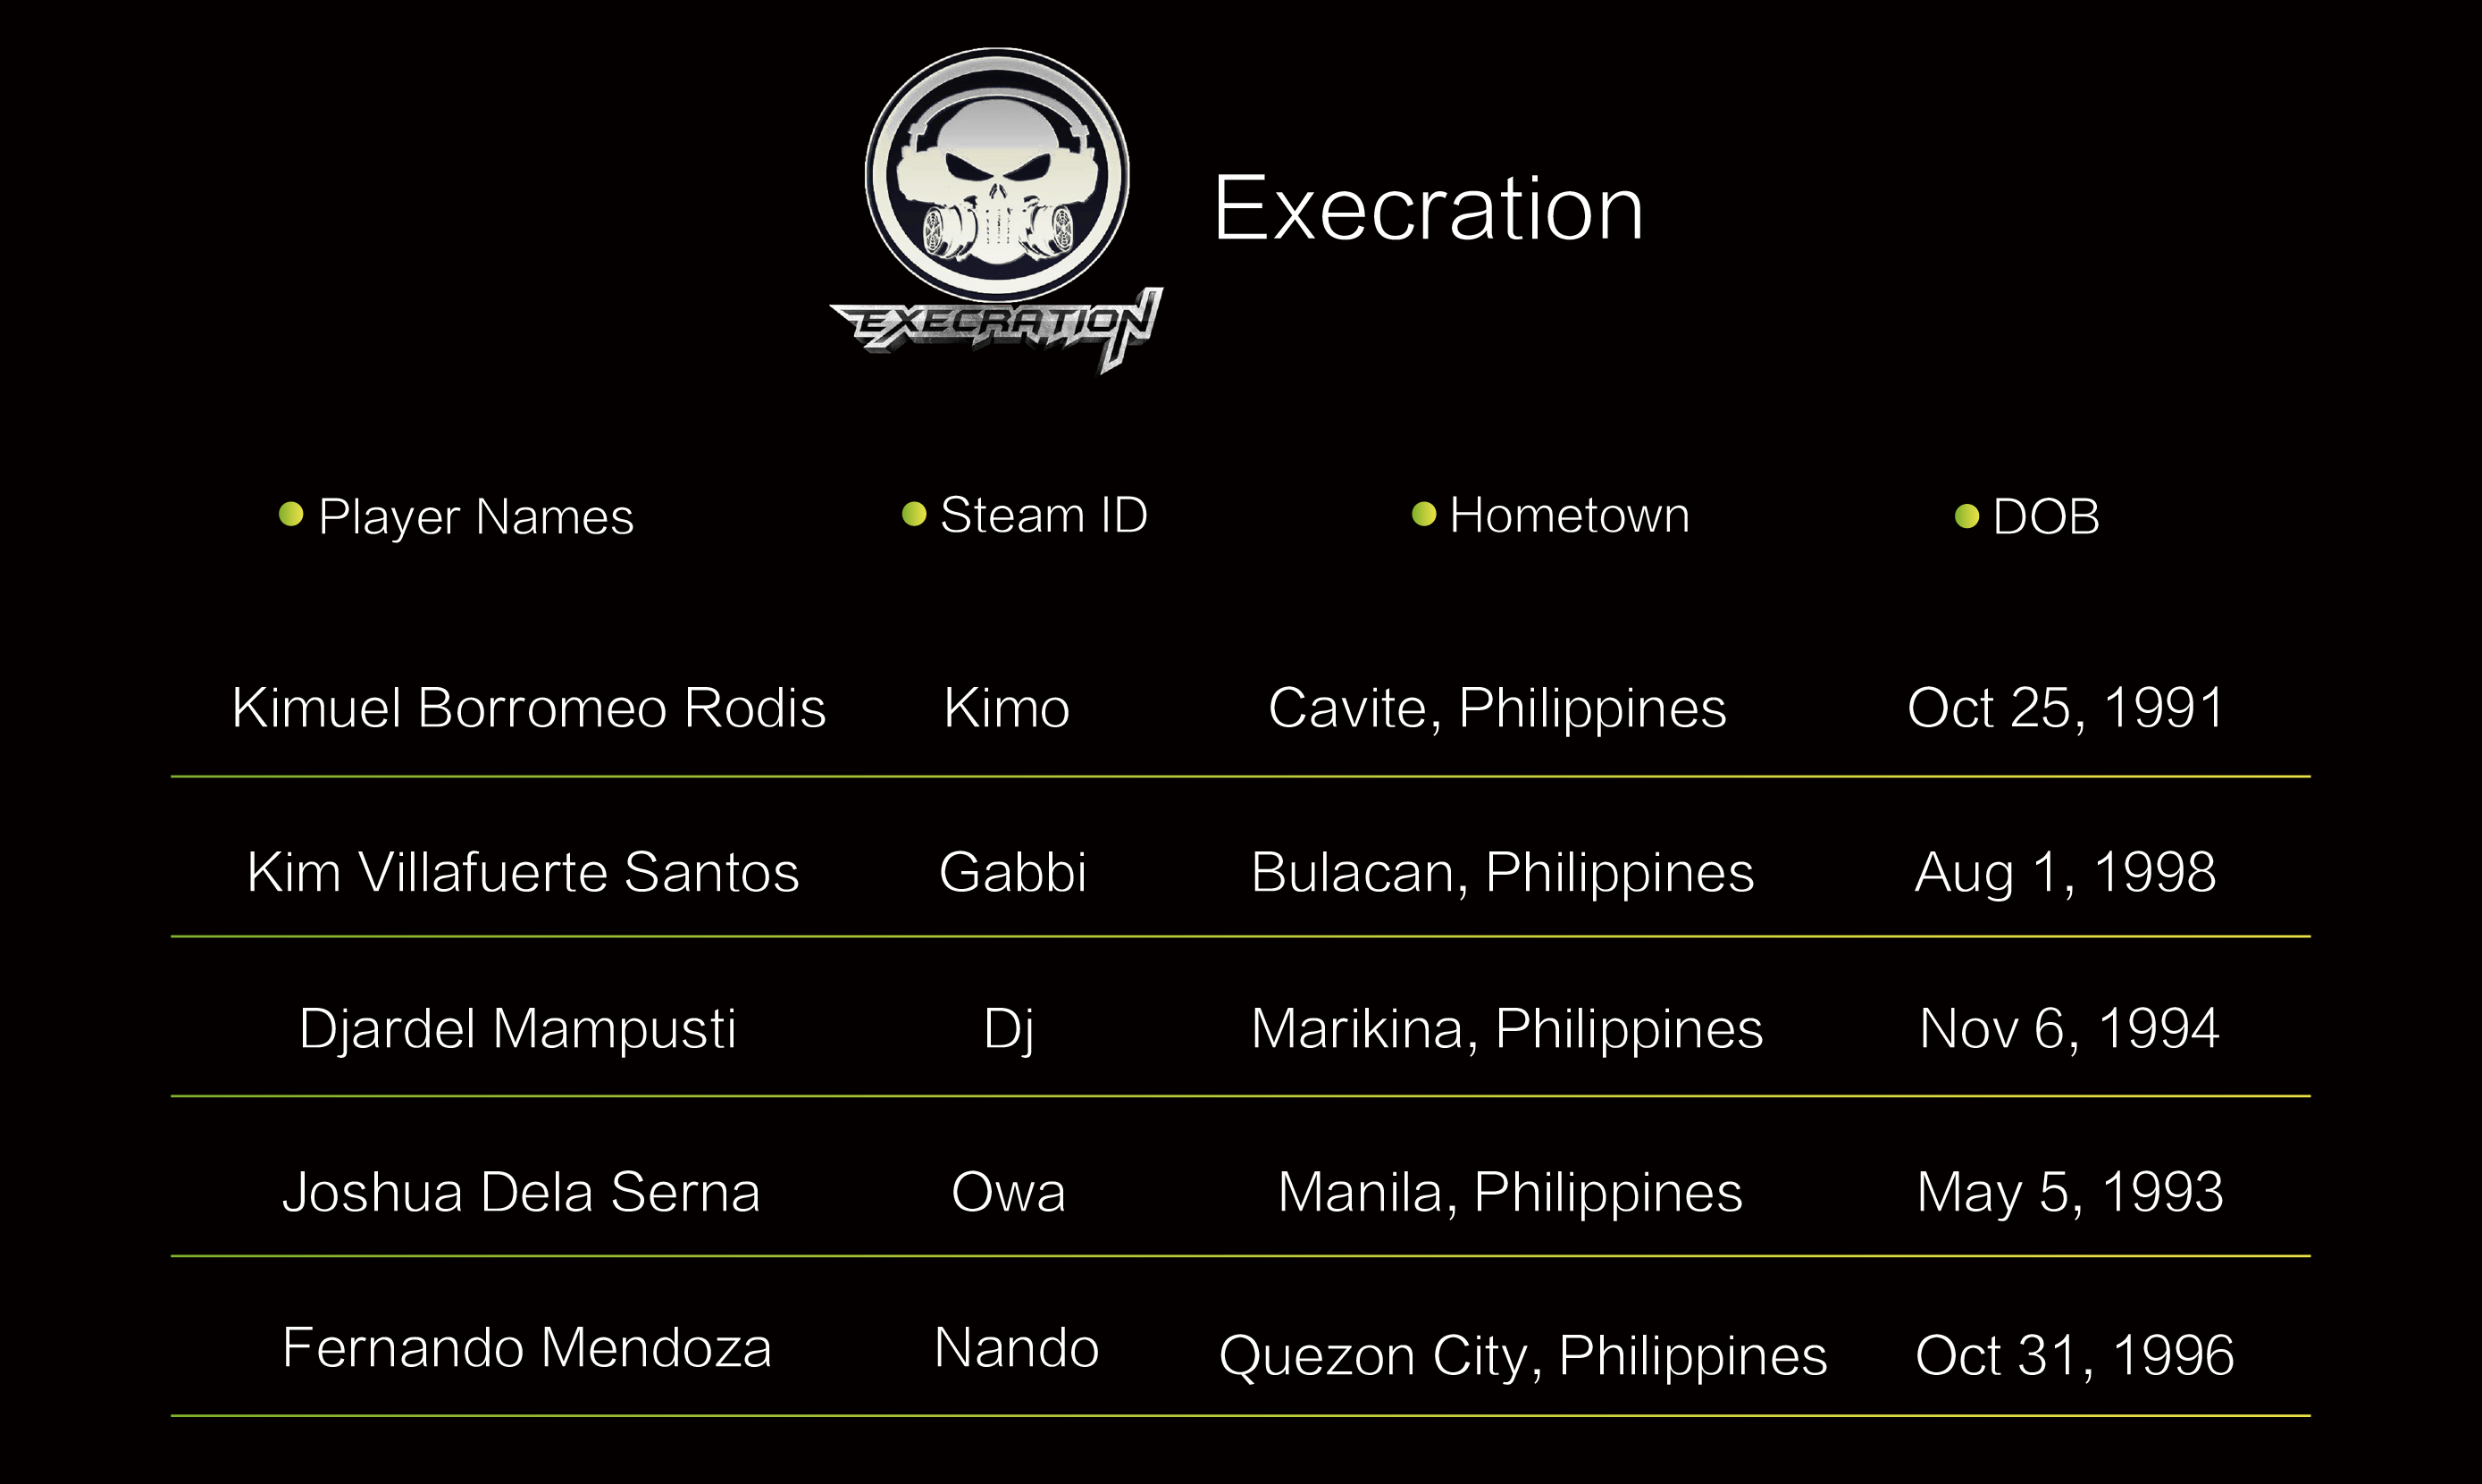 EXECRATION
Execration
Player Names Steam ID Hometown DOB
Kimuel Borromeo Rodis Kimo Cavite, Philippines Oct 25, 1991
Kim Villafuerte Santos Gabbi Bulacan, Philippines Aug 1, 1998
Djardel Mampusti Dj Marikina, Philippines Nov 6, 1994
Joshua Dela Serna Owa Manila, Philippines May 5, 1993
Fernando Mendoza Nando Quezon City, Philippines Oct 31, 1996